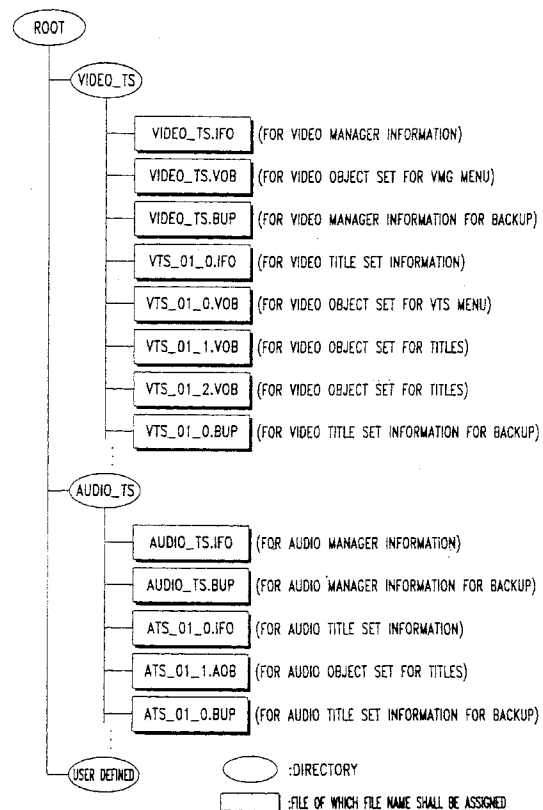 ROOT
VIDEO_TS
VIDEO_TS.IFO (FOR VIDEO MANAGER INFORMATION)
VIDEO_TS.VOB (FOR VIDEO OBJECT SET FOR VMG MENU)
VIDEO_TS.BUP (FOR VIDEO MANAGER INFORMATION FOR BACKUP)
VTS_01_0.IFO (FOR VIDEO TITLE SET INFORMATION)
VTS_01_0.VOB (FOR VIDEO OBJECT SET FOR VTS MENU)
VTS_01_1.VOB (FOR VIDEO OBJECT SET FOR TITLES)
VTS_01_2.VOB (FOR VIDEO OBJECT SET FOR TITLES)
VTS_01_0.BUP (FOR VIDEO TITLE SET INFORMATION FOR BACKUP)
AUDIO_TS
AUDIO_TS.IFO (FOR AUDIO MANAGER INFORMATION)
AUDIO_TS.BUP (FOR AUDIO MANAGER INFORMATION FOR BACKUP)
ATS_01_0.IFO (FOR AUDIO TITLE SET INFORMATION)
ATS_01_1.AOB (FOR AUDIO OBJECT SET FOR TITLES)
ATS_01_0.BUP (FOR AUDIO TITLE SET INFORMATION FOR BACKUP)
USER DEFINED
:DIRECTORY
:FILE OF WHICH FILE NAME SHALL BE ASSIGNED